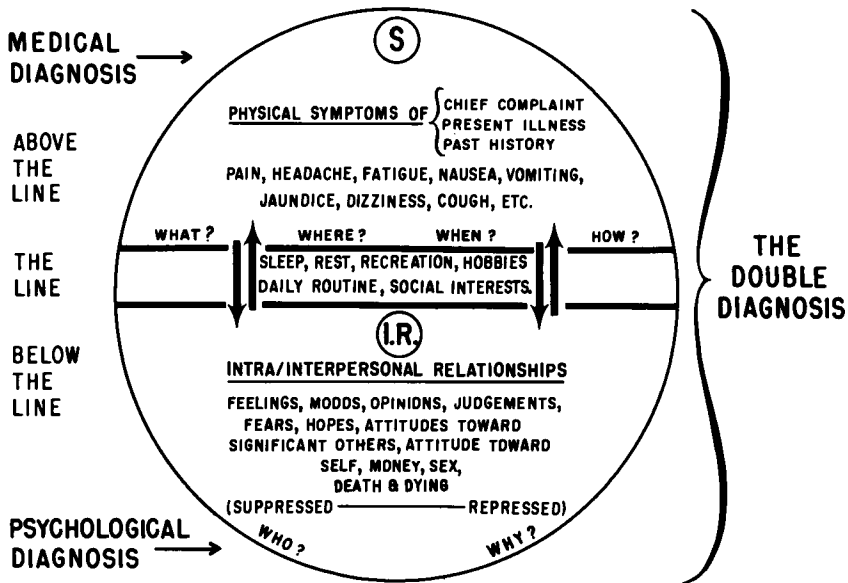 MEDICAL
DIAGNOSIS
ABOVE
THE
LINE
THE
LINE
BELOW
THE
LINE
PSYCHOLOGICAL
DIAGNOSIS
S
PHYSICAL SYMPTOMS OF
CHIEF COMPLAINT
PRESENT ILLNESS
PAST HISTORY
PAIN, HEADACHE, FATIGUE, NAUSEA, VOMITING,
JAUNDICE, DIZZINESS, COUGH, ETC.
WHAT? WHERE? WHEN? HOW?
SLEEP, REST, RECREATION, HOBBIES
DAILY ROUTINE, SOCIAL INTERESTS.
I.R.
INTRA/INTERPERSONAL RELATIONSHIPS
FEELINGS, MODDS, OPINIDNS, JUDGEMENTS,
FEARS, HOPES, ATTITUDES TOWARD
SIGNIFICANT OTHERS, ATTITUDE TDWARD
SELF, MONEY, SEX,
DEATH & DYING
(SUPPRESSED REPRESSED)
WHO? WHY?
THE
DOUBLE
DIAGNOSIS